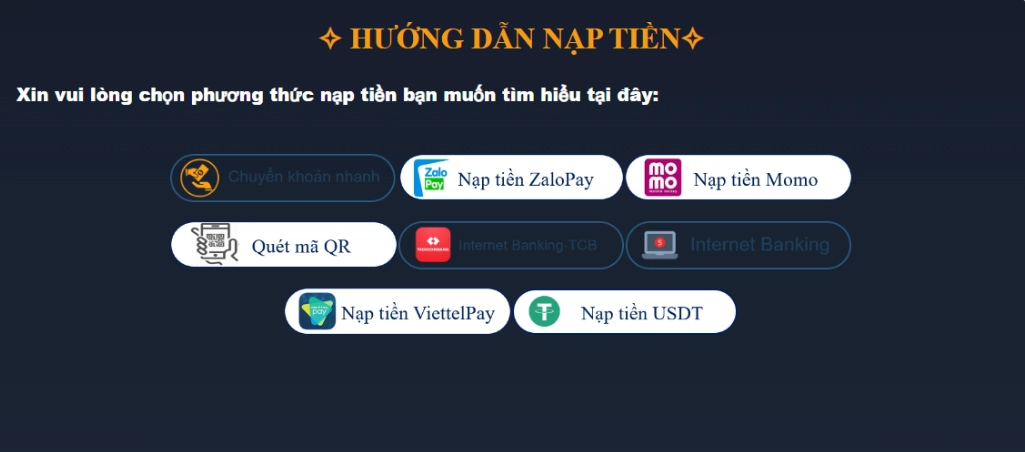 ✧ HƯỚNG DẪN NẠP TIỀN✧
Xin vui lòng chọn phương thức nạp tiền bạn muốn tìm hiểu tại đây:
Chuyển khoản nhanh
Zalo
Pay
Nạp tiền ZaloPay
mo
mo
Nạp tiền Momo
Quét mã QR
TECHCOMBANK
Internet Banking-TCB
$
Internet Banking
pay
Nạp tiền ViettelPay
Nạp tiền USDT